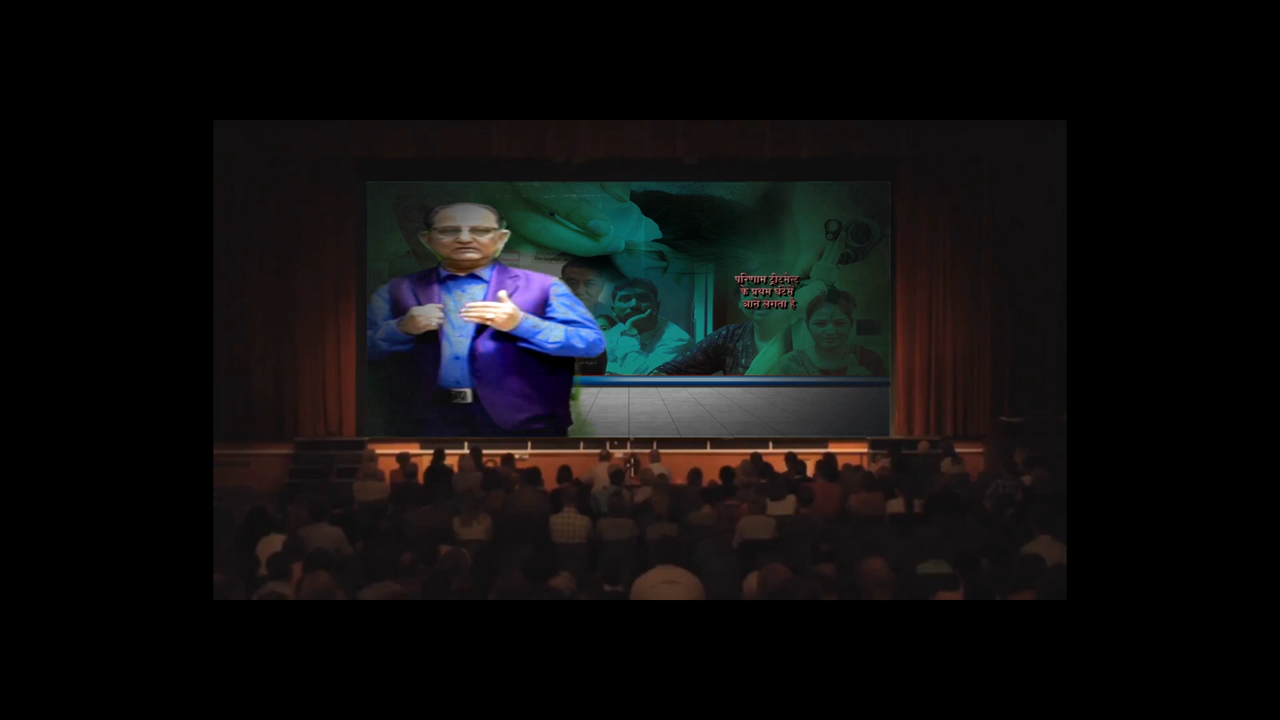 परिणाम ट्रीटमेन्ट
के प्रथम घंटेमे
आने लगता है